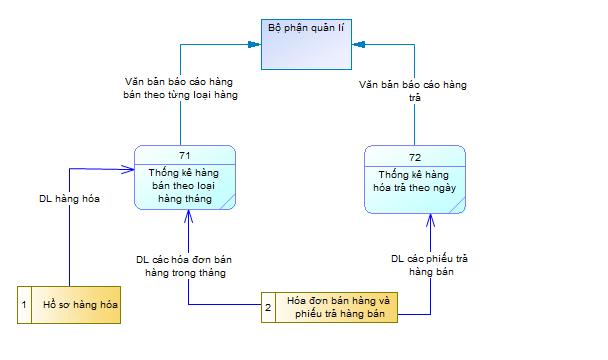 Bộ phận quản lí
Văn bản báo cáo hàng
bán theo từng loại hàng
Văn bản báo cáo hàng
trả
71
Thống kê hàng
bán theo loại
hàng tháng
72
Thống kê hàng
hóa trả theo ngày
DL hàng hóa
DL các hóa đơn bán
hàng trong tháng
DL các phiếu trả
hàng bán
1
Hồ sơ hàng hóa
2
Hóa đơn bán hàng và
phiếu trả hàng bán